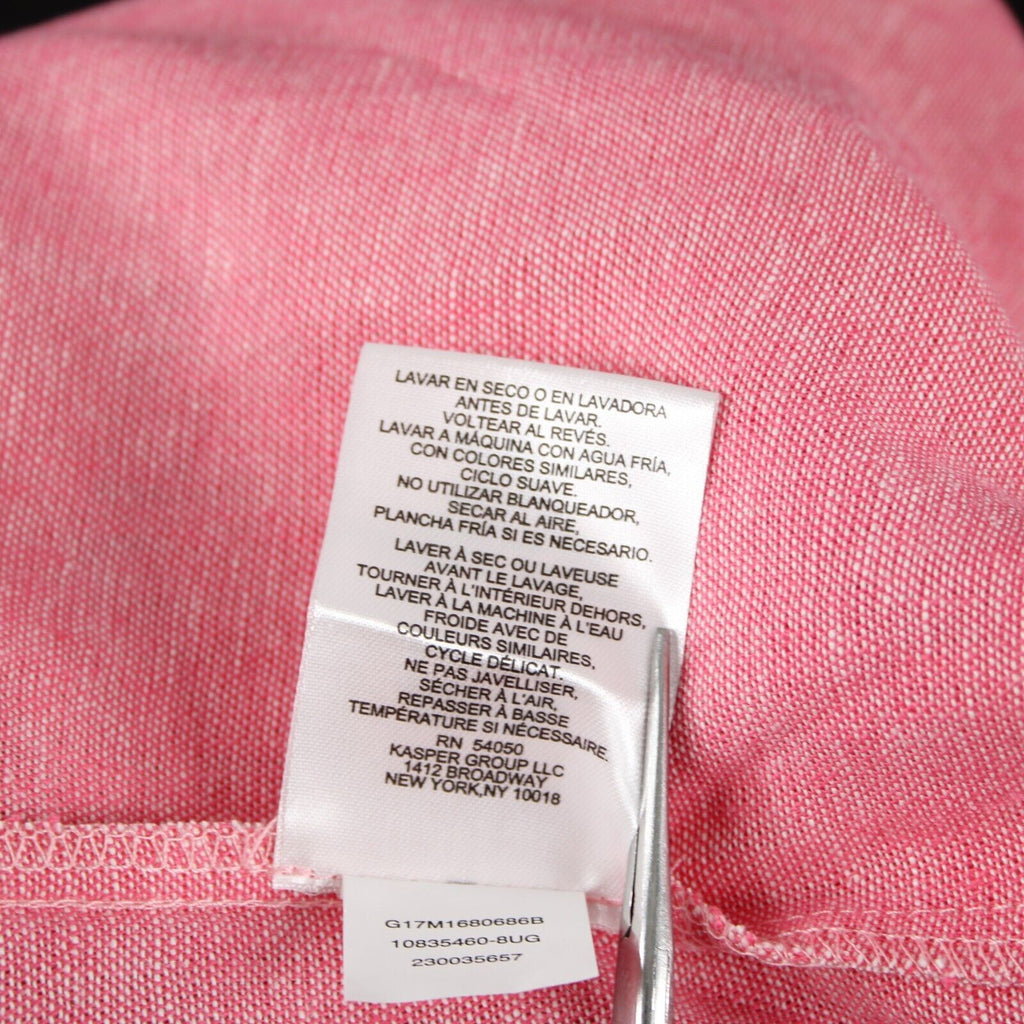 LAVAR EN SECO O EN LAVADORA
ANTES DE LAVAR.
VOLTEAR AL REVÉS.
LAVAR A MÁQUINA CON AGUA FRÍA,
CON COLORES SIMILARES,
CICLO SUAVE.
NO UTILIZAR BLANQUEADOR,
SECAR AL AIRE,
PLANCHA FRÍA SI ES NECESARIO.
LAVER À SEC OU LAVEUSE
AVANT LE LAVAGE,
TOURNER À L'INTÉRIEUR DEHORS,
LAVER À LA MACHINE À L'EAU
FROIDE AVEC DE
COULEURS SIMILAIRES,
CYCLE DÉLICAT.
NE PAS JAVELLISER,
SÉCHER À L'AIR,
REPASSER À BASSE
TEMPÉRATURE SI NÉCESSAIRE.
RN 54050
KASPER GROUP LLC
1412 BROADWAY
NEW YORK,NY 10018
G17M1680686B
10835460-8UG
230035657